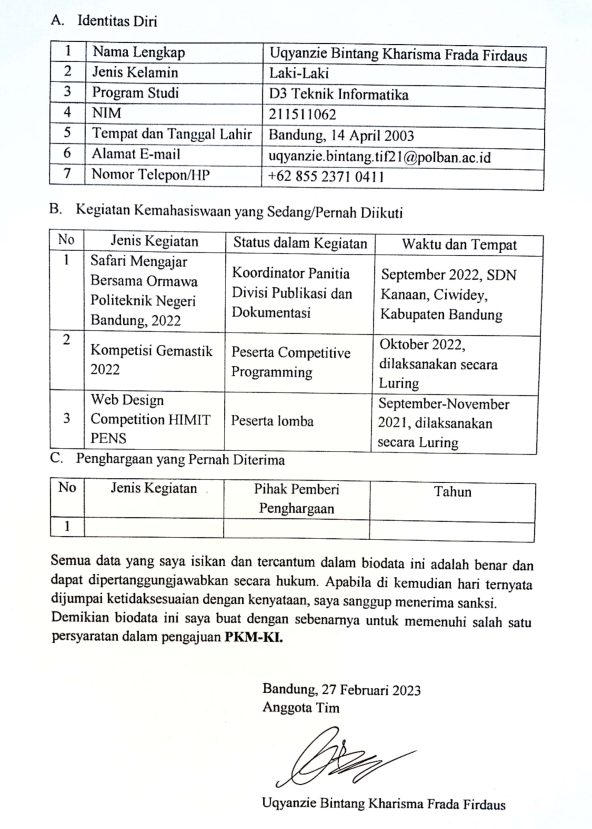 A. Identitas Diri
1 Nama Lengkap Uqyanzie Bintang Kharisma Frada Firdaus
2 Jenis Kelamin Laki-Laki
3 Program Studi D3 Teknik Informatika
4 NIM 211511062
5 Tempat dan Tanggal Lahir Bandung, 14 April 2003
6 Alamat E-mail uqyanzie.bintang.tif21@polban.ac.id
7 Nomor Telepon/HP +62 855 2371 0411
B. Kegiatan Kemahasiswaan yang Sedang/Pernah Diikuti
No Jenis Kegiatan Status dalam Kegiatan Waktu dan Tempat
1 Safari Mengajar
Bersama Ormawa
Politeknik Negeri
Bandung, 2022
Koordinator Panitia
Divisi Publikasi dan
Dokumentasi
September 2022, SDN
Kanaan, Ciwidey,
Kabupaten Bandung
2
Kompetisi Gemastik
2022
Peserta Competitive
Programming
Oktober 2022,
dilaksanakan secara
Luring
3
Web Design
Competition HIMIT
PENS
Peserta lomba
September-November
2021, dilaksanakan
secara Luring
C. Penghargaan yang Pernah Diterima
No Jenis Kegiatan Pihak Pemberi
Penghargaan
Tahun
1
Semua data yang saya isikan dan tercantum dalam biodata ini adalah benar dan
dapat dipertanggungjawabkan secara hukum. Apabila di kemudian hari ternyata
dijumpai ketidaksesuaian dengan kenyataan, saya sanggup menerima sanksi.
Demikian biodata ini saya buat dengan sebenarnya untuk memenuhi salah satu
persyaratan dalam pengajuan PKM-KI.
Bandung, 27 Februari 2023
Anggota Tim
Uqyanzie Bintang Kharisma Frada Firdaus